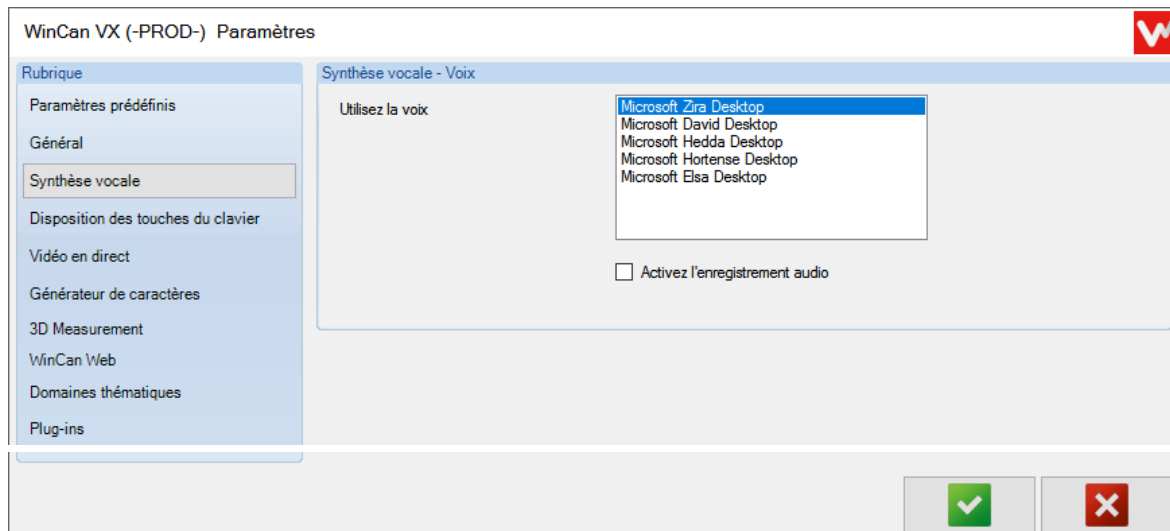 WinCan VX (-PROD-) Paramètres
Rubrique
Paramètres prédéfinis
Général
Synthèse vocale
Disposition des touches du clavier
Vidéo en direct
Générateur de caractères
3D Measurement
WinCan Web
Domaines thématiques
Plug-ins
Synthèse vocale - Voix
Utilisez la voix
Microsoft Zira Desktop
Microsoft David Desktop
Microsoft Hedda Desktop
Microsoft Hortense Desktop
Microsoft Elsa Desktop
Activez l'enregistrement audio